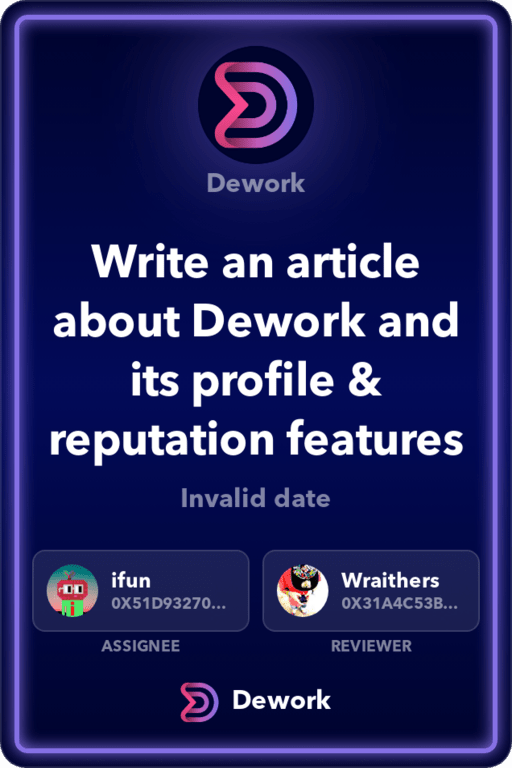 Dework
Write an article
about Dework and
its profile &
reputation features
Invalid date
ifun
0X51D93270...
ASSIGNEE
Wraithers
0X31A4C53B...
REVIEWER
Dework